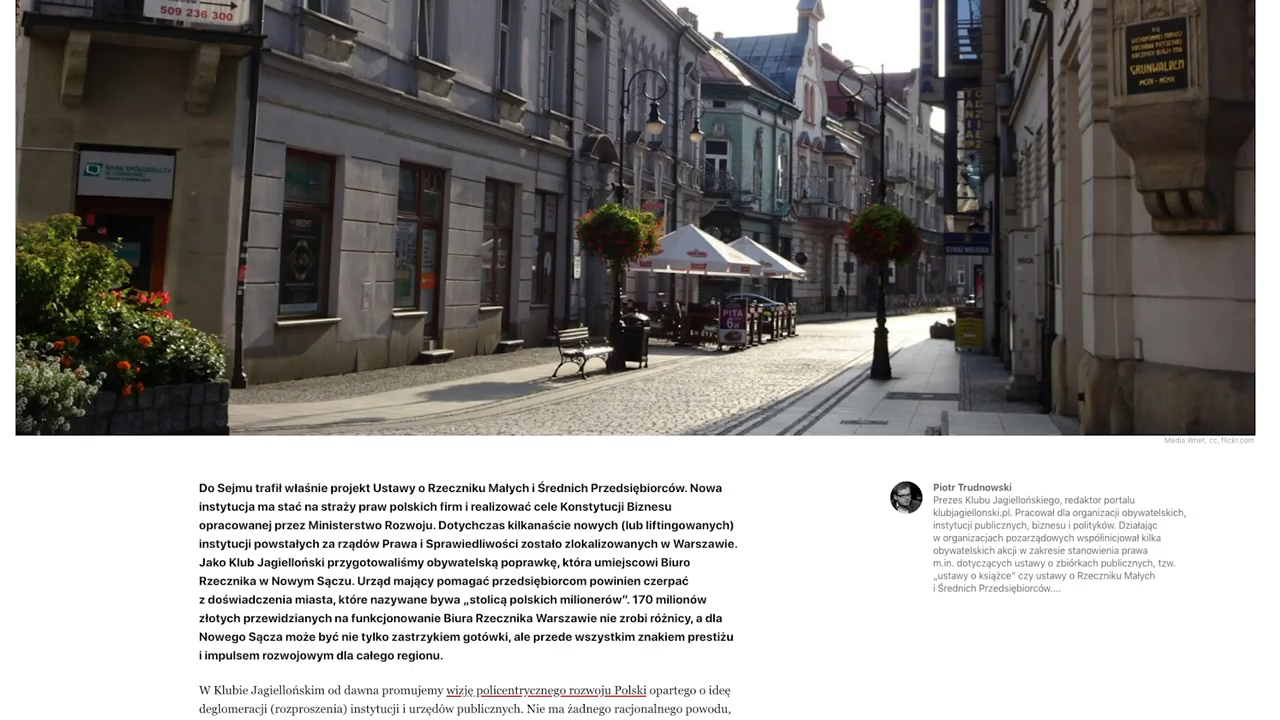 509 236 300
BANK SPÓŁDZIELCZY
GRUNWALDEM
PITA
6zł
STRAŻ MIEJSKA
Media Wnet, cc, flickr.com
Do Sejmu trafił właśnie projekt Ustawy o Rzeczniku Małych i Średnich Przedsiębiorców. Nowa
instytucja ma stać na straży praw polskich firm i realizować cele Konstytucji Biznesu
opracowanej przez Ministerstwo Rozwoju. Dotychczas kilkanaście nowych (lub liftingowanych)
instytucji powstałych za rządów Prawa i Sprawiedliwości zostało zlokalizowanych w Warszawie.
Jako Klub Jagielloński przygotowaliśmy obywatelską poprawkę, która umiejscowi Biuro
Rzecznika w Nowym Sączu. Urząd mający pomagać przedsiębiorcom powinien czerpać
z doświadczenia miasta, które nazywane bywa „stolicą polskich milionerów”. 170 milionów
złotych przewidzianych na funkcjonowanie Biura Rzecznika Warszawie nie zrobi różnicy, a dla
Nowego Sącza może być nie tylko zastrzykiem gotówki, ale przede wszystkim znakiem prestiżu
i impulsem rozwojowym dla całego regionu.
W Klubie Jagiellońskim od dawna promujemy wizję policentrycznego rozwoju Polski opartego o ideę
deglomeracji (rozproszenia) instytucji i urzędów publicznych. Nie ma żadnego racjonalnego powodu,
Piotr Trudnowski
Prezes Klubu Jagiellońskiego, redaktor portalu
klubjagiellonski.pl. Pracował dla organizacji obywatelskich,
instytucji publicznych, biznesu i polityków. Działając
w organizacjach pozarządowych współinicjował kilka
obywatelskich akcji w zakresie stanowienia prawa
m.in. dotyczących ustawy o zbiórkach publicznych, tzw.
„ustawy o książce” czy ustawy o Rzeczniku Małych
i Średnich Przedsiębiorców....